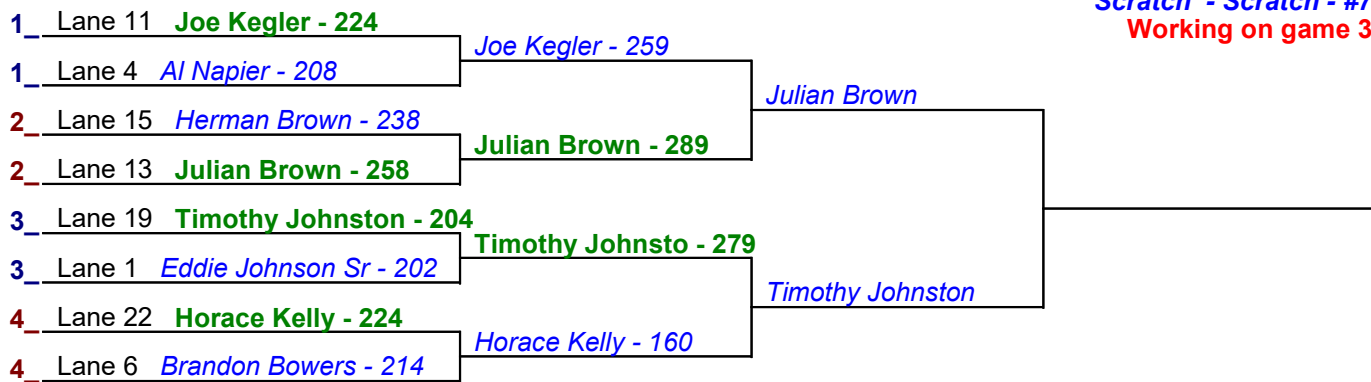 Scratch - Scratch - #7
Working on game 3
1_ Lane 11 Joe Kegler - 224
Joe Kegler - 259
1_ Lane 4 Al Napier - 208
Julian Brown
2_ Lane 15 Herman Brown - 238
Julian Brown - 289
2_ Lane 13 Julian Brown - 258
3_ Lane 19 Timothy Johnston - 204
Timothy Johnsto - 279
3_ Lane 1 Eddie Johnson Sr - 202
Timothy Johnston
4_ Lane 22 Horace Kelly - 224
Horace Kelly - 160
4_ Lane 6 Brandon Bowers - 214